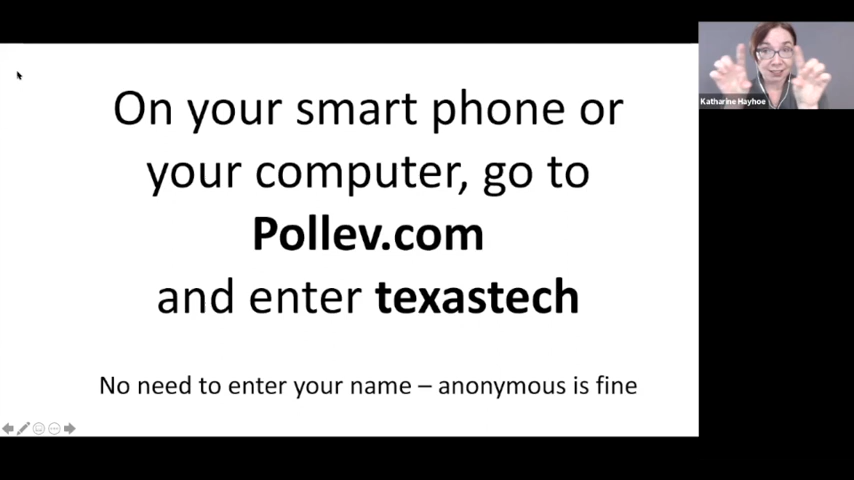 On your smart phone or
your computer, go to
Pollev.com
and enter texastech
No need to enter your name – anonymous is fine
Katharine Hayhoe